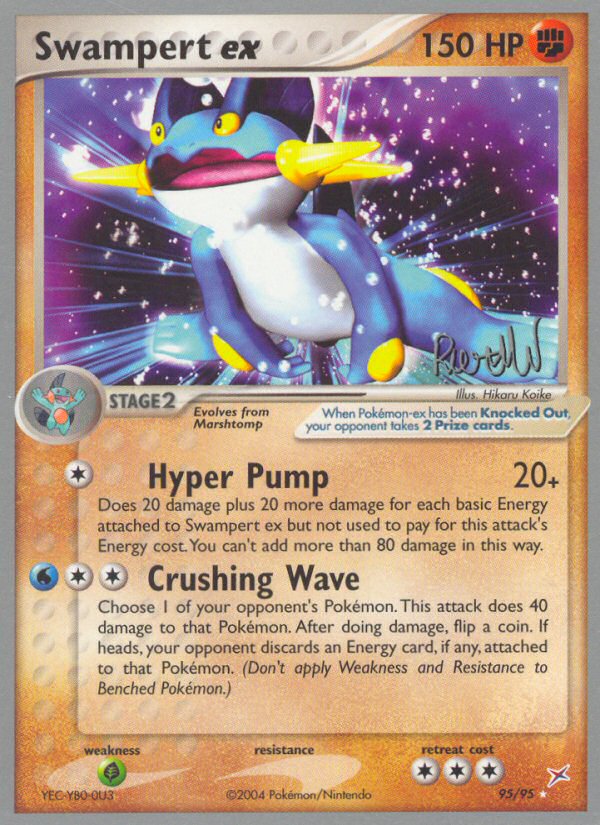 Swampert ex 150 HP
Illus. Hikaru Koike
STAGE2
Evolves from
Marshtomp
When Pokémon-ex has been Knocked Out,
your opponent takes 2 Prize cards.
Hyper Pump 20+
Does 20 damage plus 20 more damage for each basic Energy
attached to Swampert ex but not used to pay for this attack's
Energy cost. You can't add more than 80 damage in this way.
Crushing Wave
Choose 1 of your opponent's Pokémon. This attack does 40
damage to that Pokémon. After doing damage, flip a coin. If
heads, your opponent discards an Energy card, if any, attached
to that Pokémon. (Don't apply Weakness and Resistance to
Benched Pokémon.)
weakness resistance retreat cost
YEC-YB0-0U3 ©2004 Pokémon/Nintendo 95/95 ★